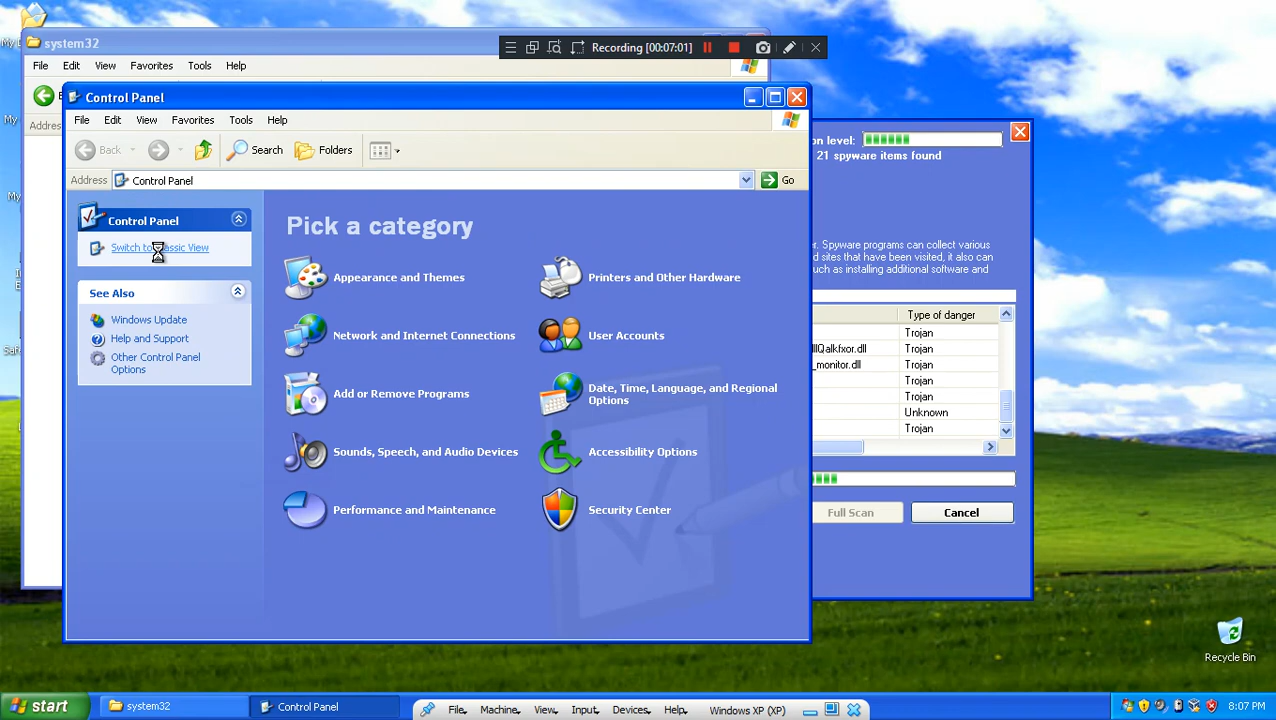 system32
Recording [00:07:01]
File Edit View Favorites Tools Help
Control Panel
File Edit View Favorites Tools Help
Back Search Folders
Address Control Panel Go
Control Panel
Switch to Classic View
See Also
Windows Update
Help and Support
Other Control Panel
Options
Pick a category
Appearance and Themes
Printers and Other Hardware
Network and Internet Connections
User Accounts
Add or Remove Programs
Date, Time, Language, and Regional
Options
Sounds, Speech, and Audio Devices
Accessibility Options
Performance and Maintenance
Security Center
on level:
21 spyware items found
Spyware programs can collect various
d sites that have been visited, it also can
such as installing additional software and
Type of danger
Trojan
Trojan
_monitor.dll Trojan
Trojan
Trojan
Unknown
Trojan
Full Scan Cancel
Recycle Bin
start system32 Control Panel File Machine View Input Devices Help Windows XP (XP) 8:07 PM